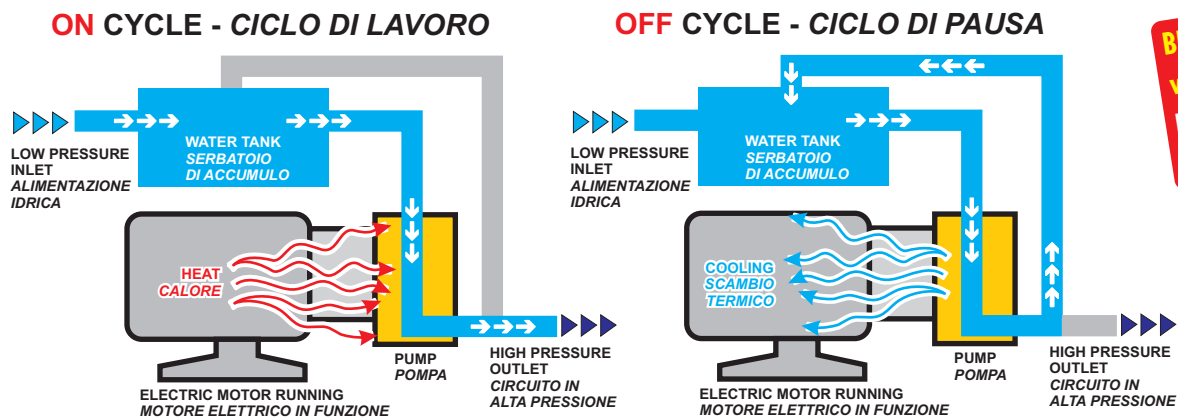 ON CYCLE - CICLO DI LAVORO
LOW PRESSURE
INLET
ALIMENTAZIONE
IDRICA
WATER TANK
SERBATOIO
DI ACCUMULO
HEAT
CALORE
PUMP
POMPA
HIGH PRESSURE
OUTLET
CIRCUITO IN
ALTA PRESSIONE
ELECTRIC MOTOR RUNNING
MOTORE ELETTRICO IN FUNZIONE
OFF CYCLE - CICLO DI PAUSA
LOW PRESSURE
INLET
ALIMENTAZIONE
IDRICA
WATER TANK
SERBATOIO
DI ACCUMULO
COOLING
SCAMBIO
TERMICO
PUMP
POMPA
HIGH PRESSURE
OUTLET
CIRCUITO IN
ALTA PRESSIONE
ELECTRIC MOTOR RUNNING
MOTORE ELETTRICO IN FUNZIONE